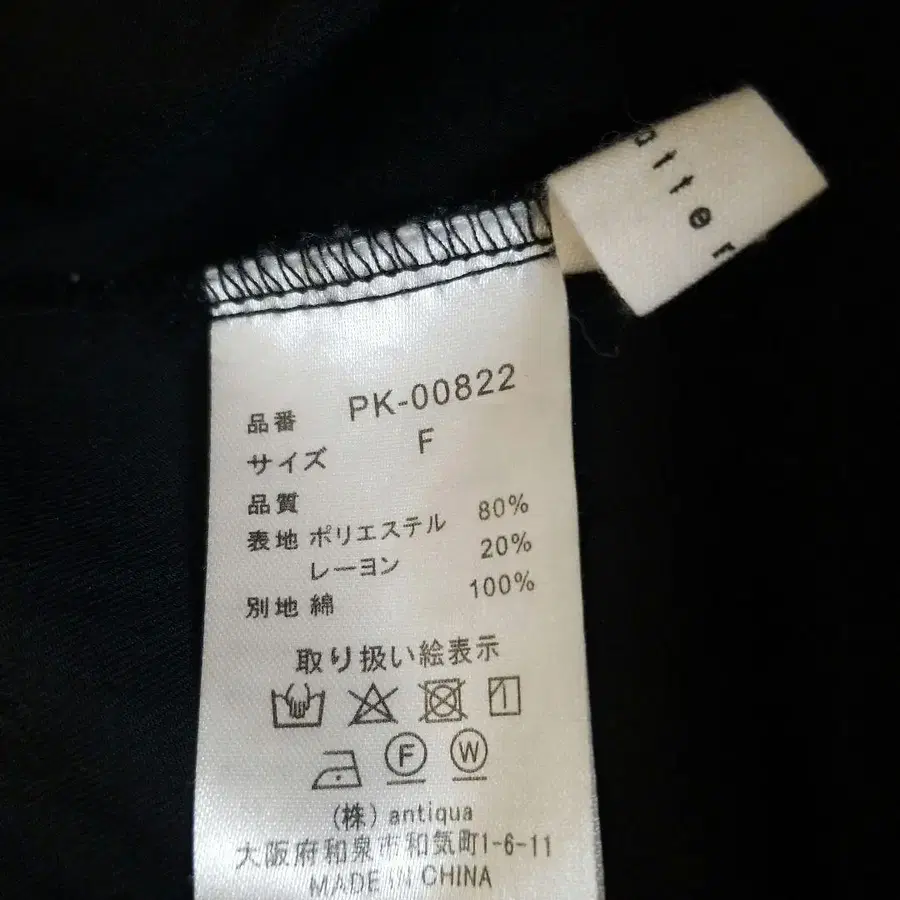 atter
品番 PK-00822
サイズ F
品質
表地 ポリエステル 80%
レーヨン 20%
別地 綿 100%
取り扱い絵表示
F W
(株) antiqua
大阪府和泉市和気町1-6-11
MADE IN CHINA